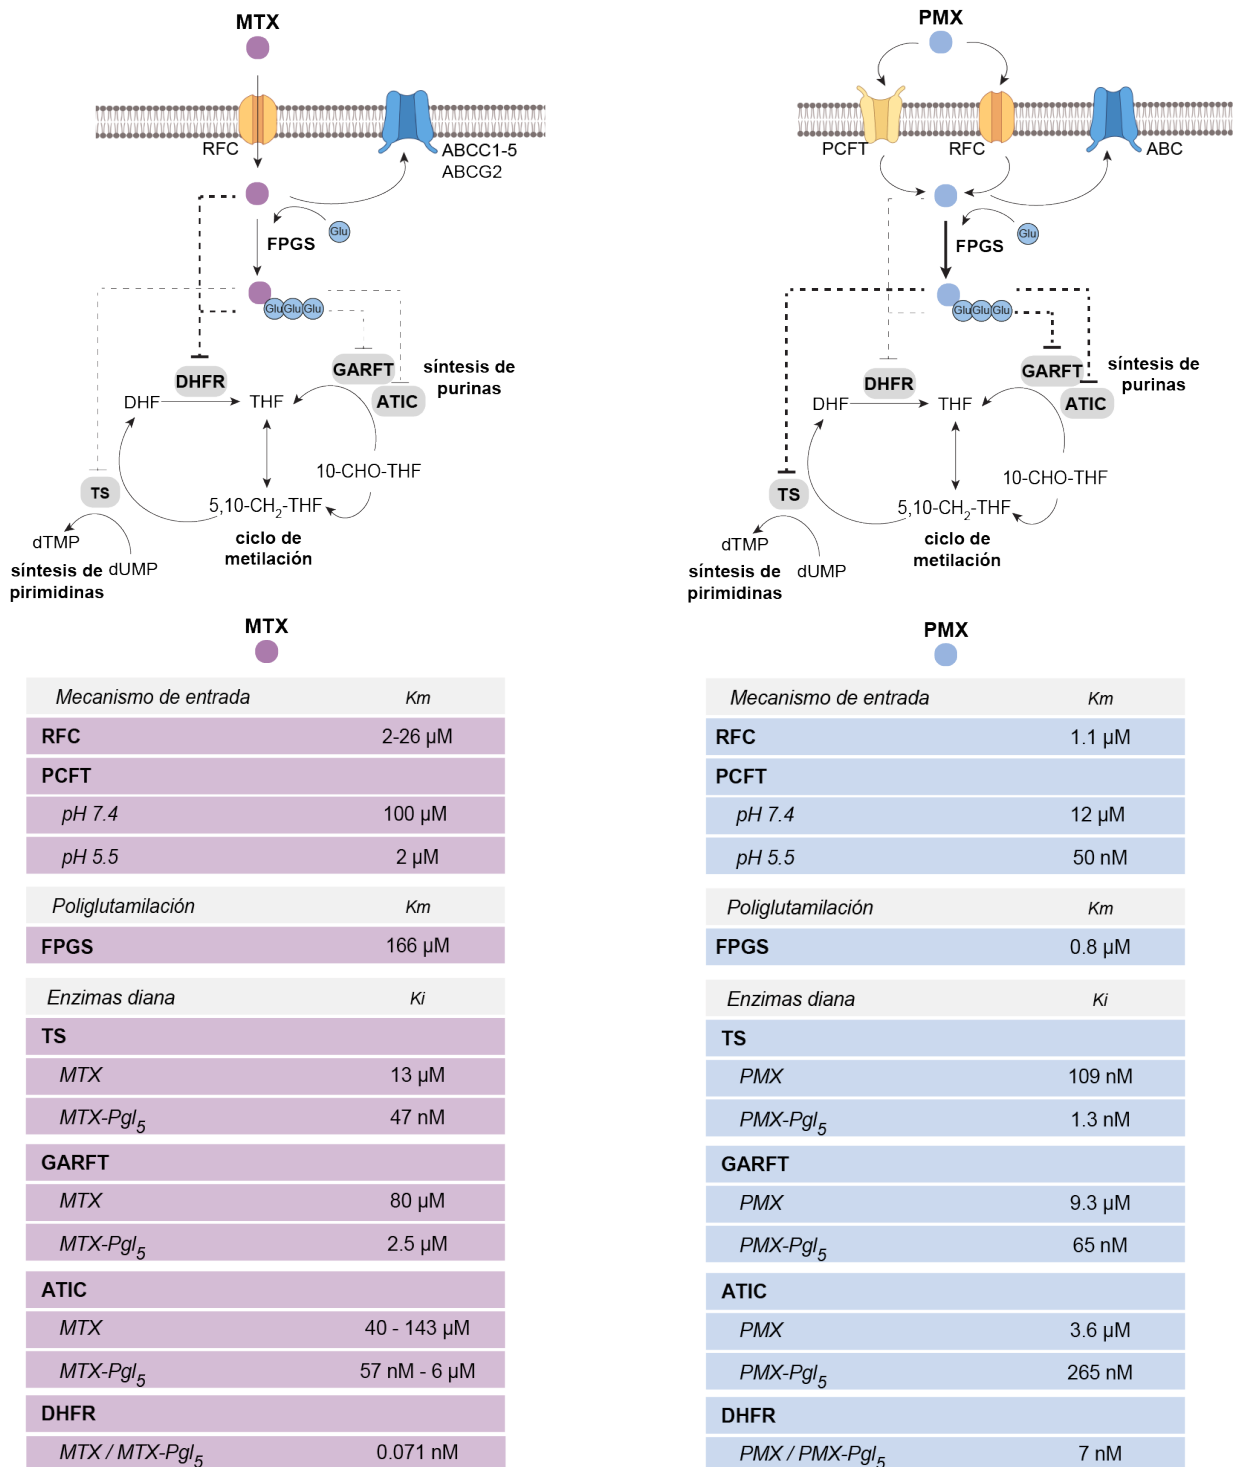 MTX
RFC
ABCC1-5
ABCG2
Glu
FPGS
Glu Glu Glu
DHFR
GARFT
ATIC
síntesis de
purinas
DHF
THF
10-CHO-THF
TS
5,10-CH2-THF
dTMP
ciclo de
metilación
síntesis de
pirimidinas
dUMP
PMX
PCFT
RFC
ABC
Glu
FPGS
Glu Glu Glu
DHFR
GARFT
ATIC
síntesis de
purinas
DHF
THF
10-CHO-THF
TS
5,10-CH2-THF
dTMP
ciclo de
metilación
síntesis de
pirimidinas
dUMP
MTX
Mecanismo de entrada Km
RFC 2-26 µM
PCFT
pH 7.4 100 µM
pH 5.5 2 µM
Poliglutamilación Km
FPGS 166 µM
Enzimas diana Ki
TS
MTX 13 µM
MTX-Pgl5 47 nM
GARFT
MTX 80 µM
MTX-Pgl5 2.5 µM
ATIC
MTX 40 - 143 µM
MTX-Pgl5 57 nM - 6 µM
DHFR
MTX / MTX-Pgl5 0.071 nM
PMX
Mecanismo de entrada Km
RFC 1.1 µM
PCFT
pH 7.4 12 µM
pH 5.5 50 nM
Poliglutamilación Km
FPGS 0.8 µM
Enzimas diana Ki
TS
PMX 109 nM
PMX-Pgl5 1.3 nM
GARFT
PMX 9.3 µM
PMX-Pgl5 65 nM
ATIC
PMX 3.6 µM
PMX-Pgl5 265 nM
DHFR
PMX / PMX-Pgl5 7 nM